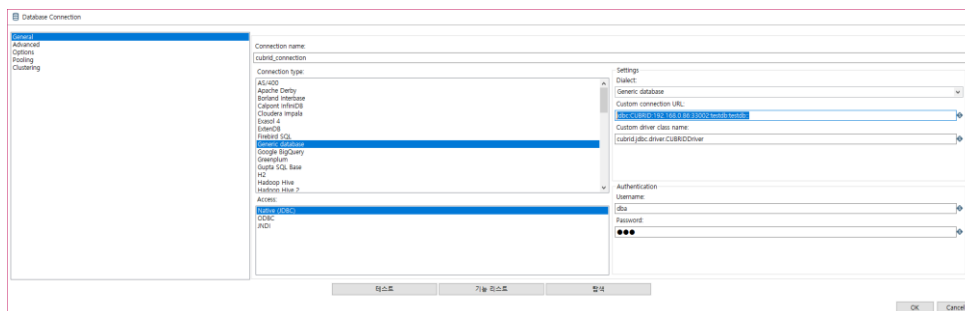 Database Connection
General
Advanced
Options
Pooling
Clustering
Connection name:
cubrid_connection
Connection type:
AS/400
Apache Derby
Borland Interbase
Calpont InfiniDB
Cloudera Impala
Exasol 4
ExtenDB
Firebird SQL
Generic database
Google BigQuery
Greenplum
Gupta SQL Base
H2
Hadoop Hive
Hadoop Hive 2
Access:
Native (JDBC)
ODBC
JNDI
Settings
Dialect:
Generic database
Custom connection URL:
jdbc:CUBRID:192.168.0.86:33002:testdb:testdb:
Custom driver class name:
cubrid.jdbc.driver.CUBRIDDriver
Authentication
Username:
dba
Password:
●●●
테스트
기능 리스트
탐색
OK
Cancel